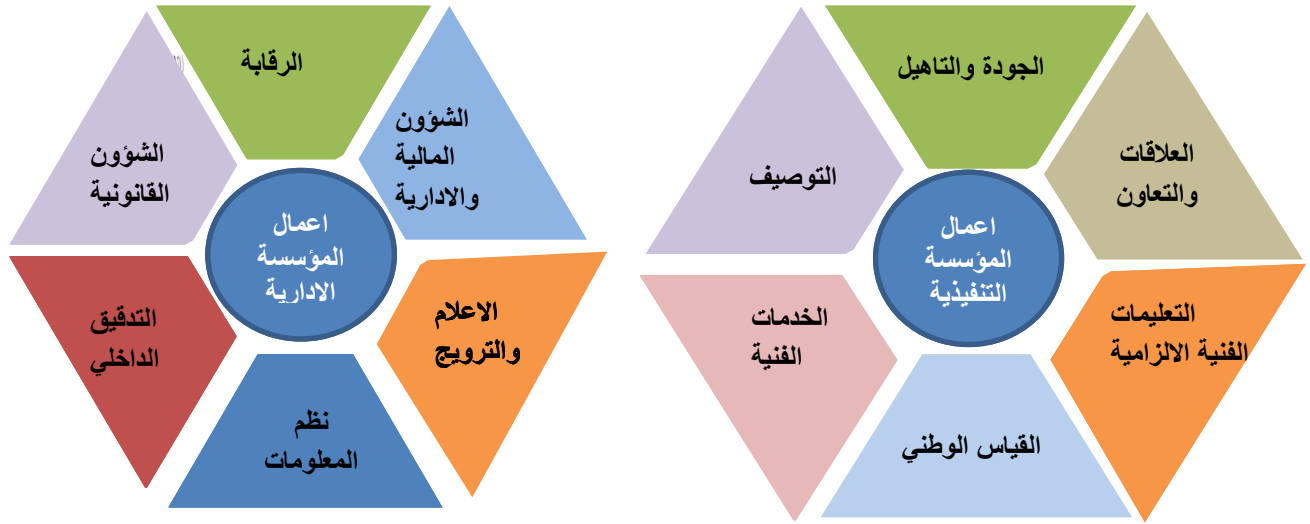 الجودة والتاهيل
العلاقات
والتعاون
التعليمات
الفنية الالزامية
القياس الوطني
الخدمات
الفنية
التوصيف
اعمال
المؤسسة
التنفيذية
الرقابة
الشؤون
المالية
والادارية
الاعلام
والترويج
نظم
المعلومات
التدقيق
الداخلي
الشؤون
القانونية
اعمال
المؤسسة
الادارية